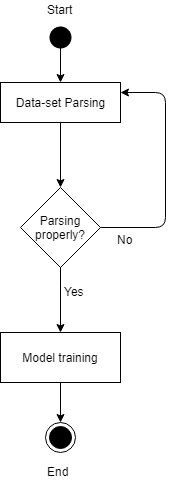 Start
Data-set Parsing
Parsing
properly?
No
Yes
Model training
End